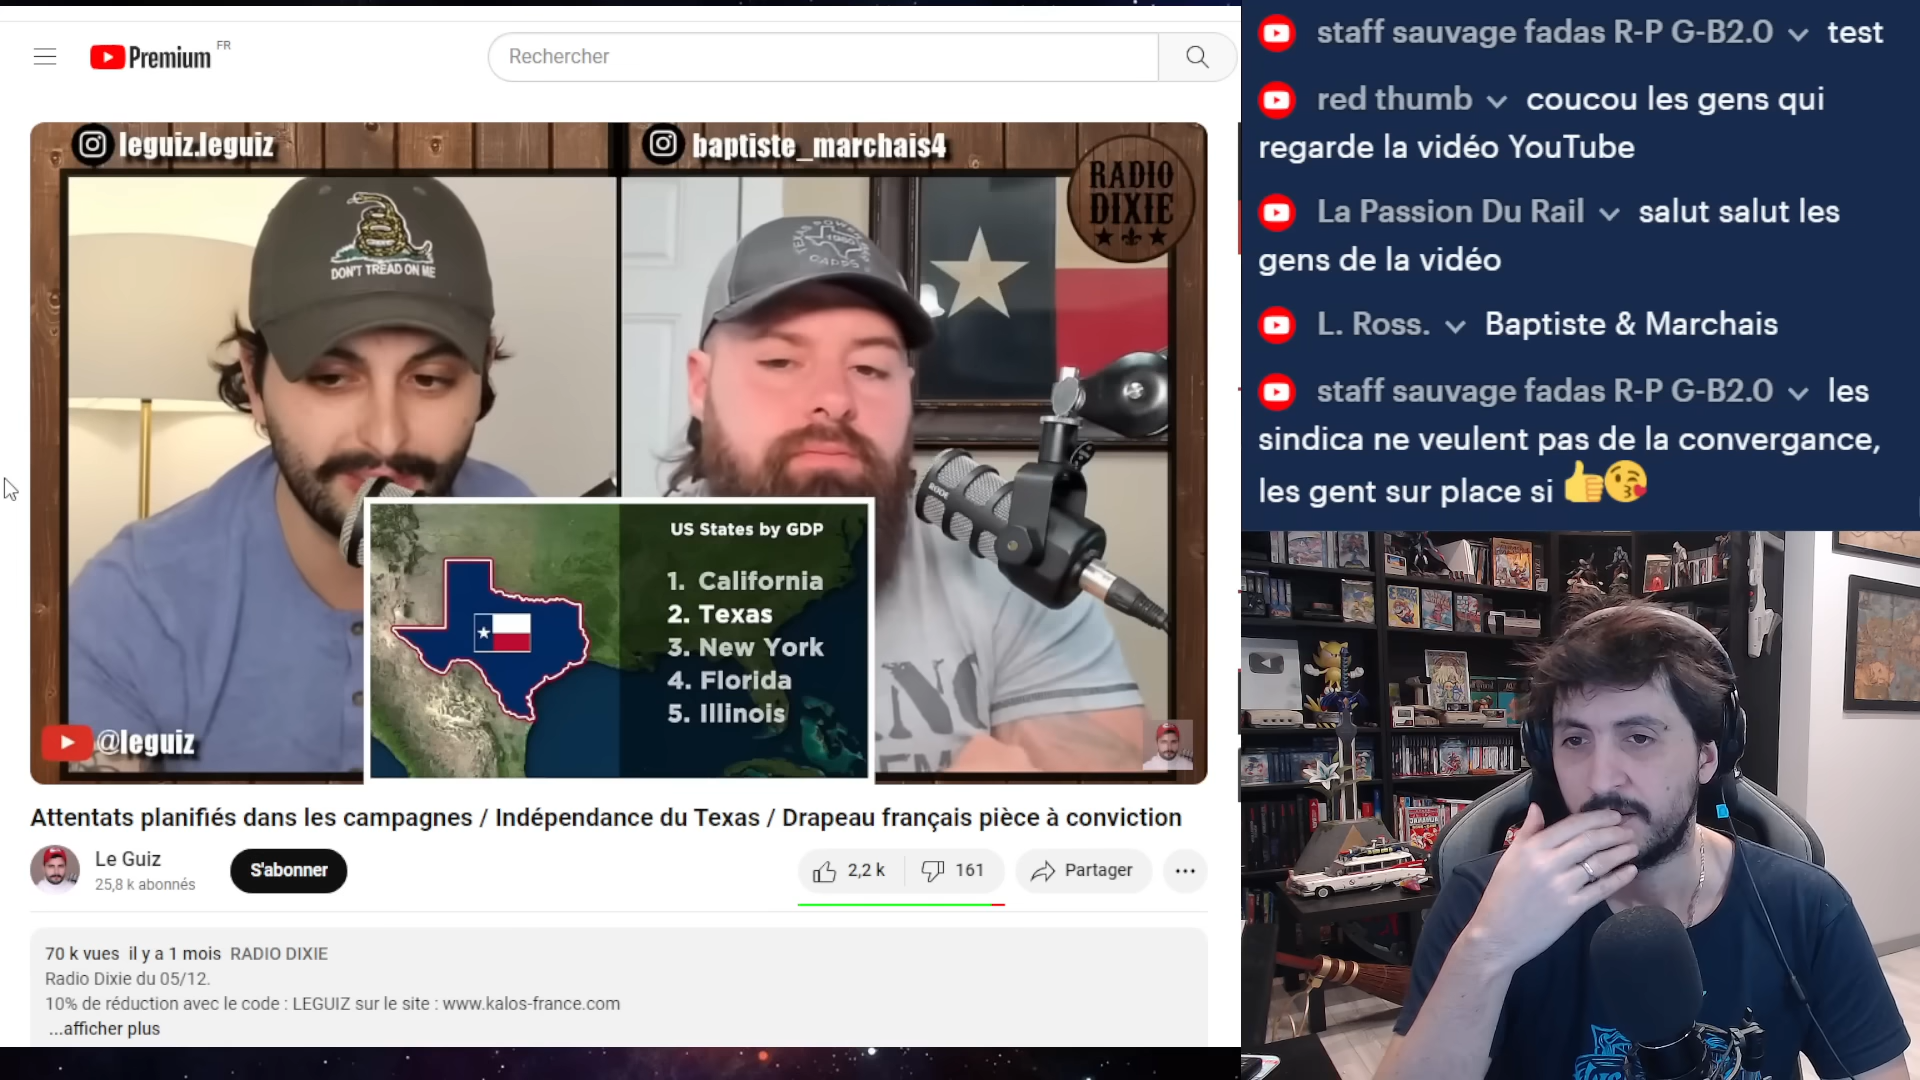 Premium FR
Rechercher
leguiz.leguiz
baptiste_marchais4
RADIO
DIXIE
DON'T TREAD ON ME
RODE
US States by GDP
1. California
2. Texas
3. New York
4. Florida
5. Illinois
@leguiz
Attentats planifiés dans les campagnes / Indépendance du Texas / Drapeau français pièce à conviction
Le Guiz
25,8 k abonnés
S'abonner
2,2 k
161
Partager
70 k vues il y a 1 mois RADIO DIXIE
Radio Dixie du 05/12.
10% de réduction avec le code : LEGUIZ sur le site : www.kalos-france.com
...afficher plus
staff sauvage fadas R-P G-B2.0 test
red thumb coucou les gens qui
regarde la vidéo YouTube
La Passion Du Rail salut salut les
gens de la vidéo
L. Ross. Baptiste & Marchais
staff sauvage fadas R-P G-B2.0 les
sindica ne veulent pas de la convergance,
les gent sur place si 👍😘